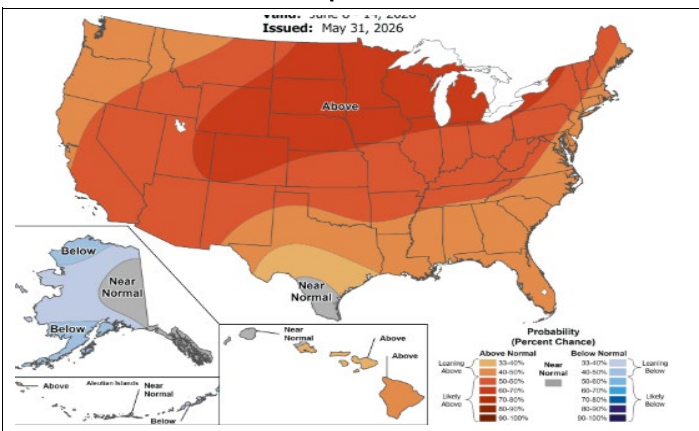 Issued: May 31, 2026
Above
Below
Near
Normal
Below
Near
Normal
Near
Normal
Above
Above
Above
Aleutian Islands
Near
Normal
Below
Probability
(Percent Chance)
Above Normal
Below Normal
Leaning
Above
Likely
Above
33-40%
40-50%
50-60%
60-70%
70-80%
80-90%
90-100%
Near
Normal
33-40%
40-50%
50-60%
60-70%
70-80%
80-90%
90-100%
Leaning
Below
Likely
Below